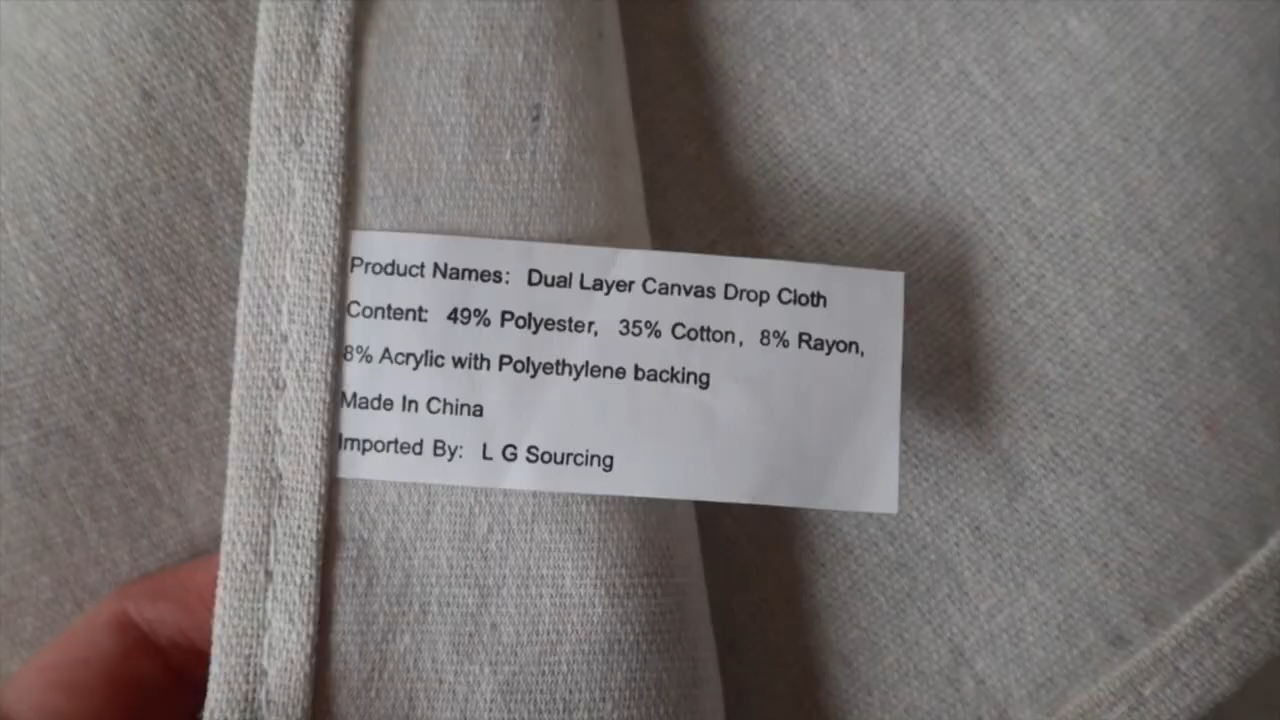 Product Names: Dual Layer Canvas Drop Cloth
Content: 49% Polyester, 35% Cotton, 8% Rayon,
8% Acrylic with Polyethylene backing
Made In China
Imported By: L G Sourcing